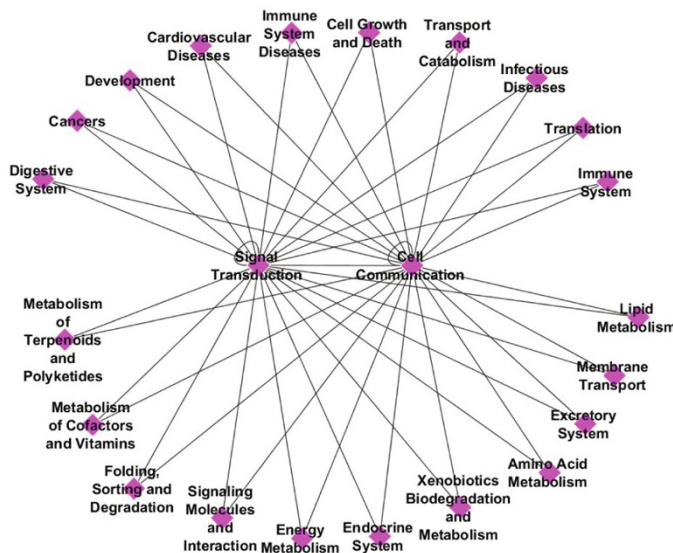 Immune
System
Diseases
Cell Growth
and Death
Transport
and
Catabolism
Cardiovascular
Diseases
Infectious
Diseases
Development
Cancers
Translation
Digestive
System
Immune
System
Signal
Transduction
Cell
Communication
Metabolism
of
Terpenoids
and
Polyketides
Lipid
Metabolism
Membrane
Transport
Metabolism
of Cofactors
and Vitamins
Excretory
System
Folding,
Sorting and
Degradation
Signaling
Molecules
and
Interaction
Energy
Metabolism
Endocrine
System
Xenobiotics
Biodegradation
and
Metabolism
Amino Acid
Metabolism